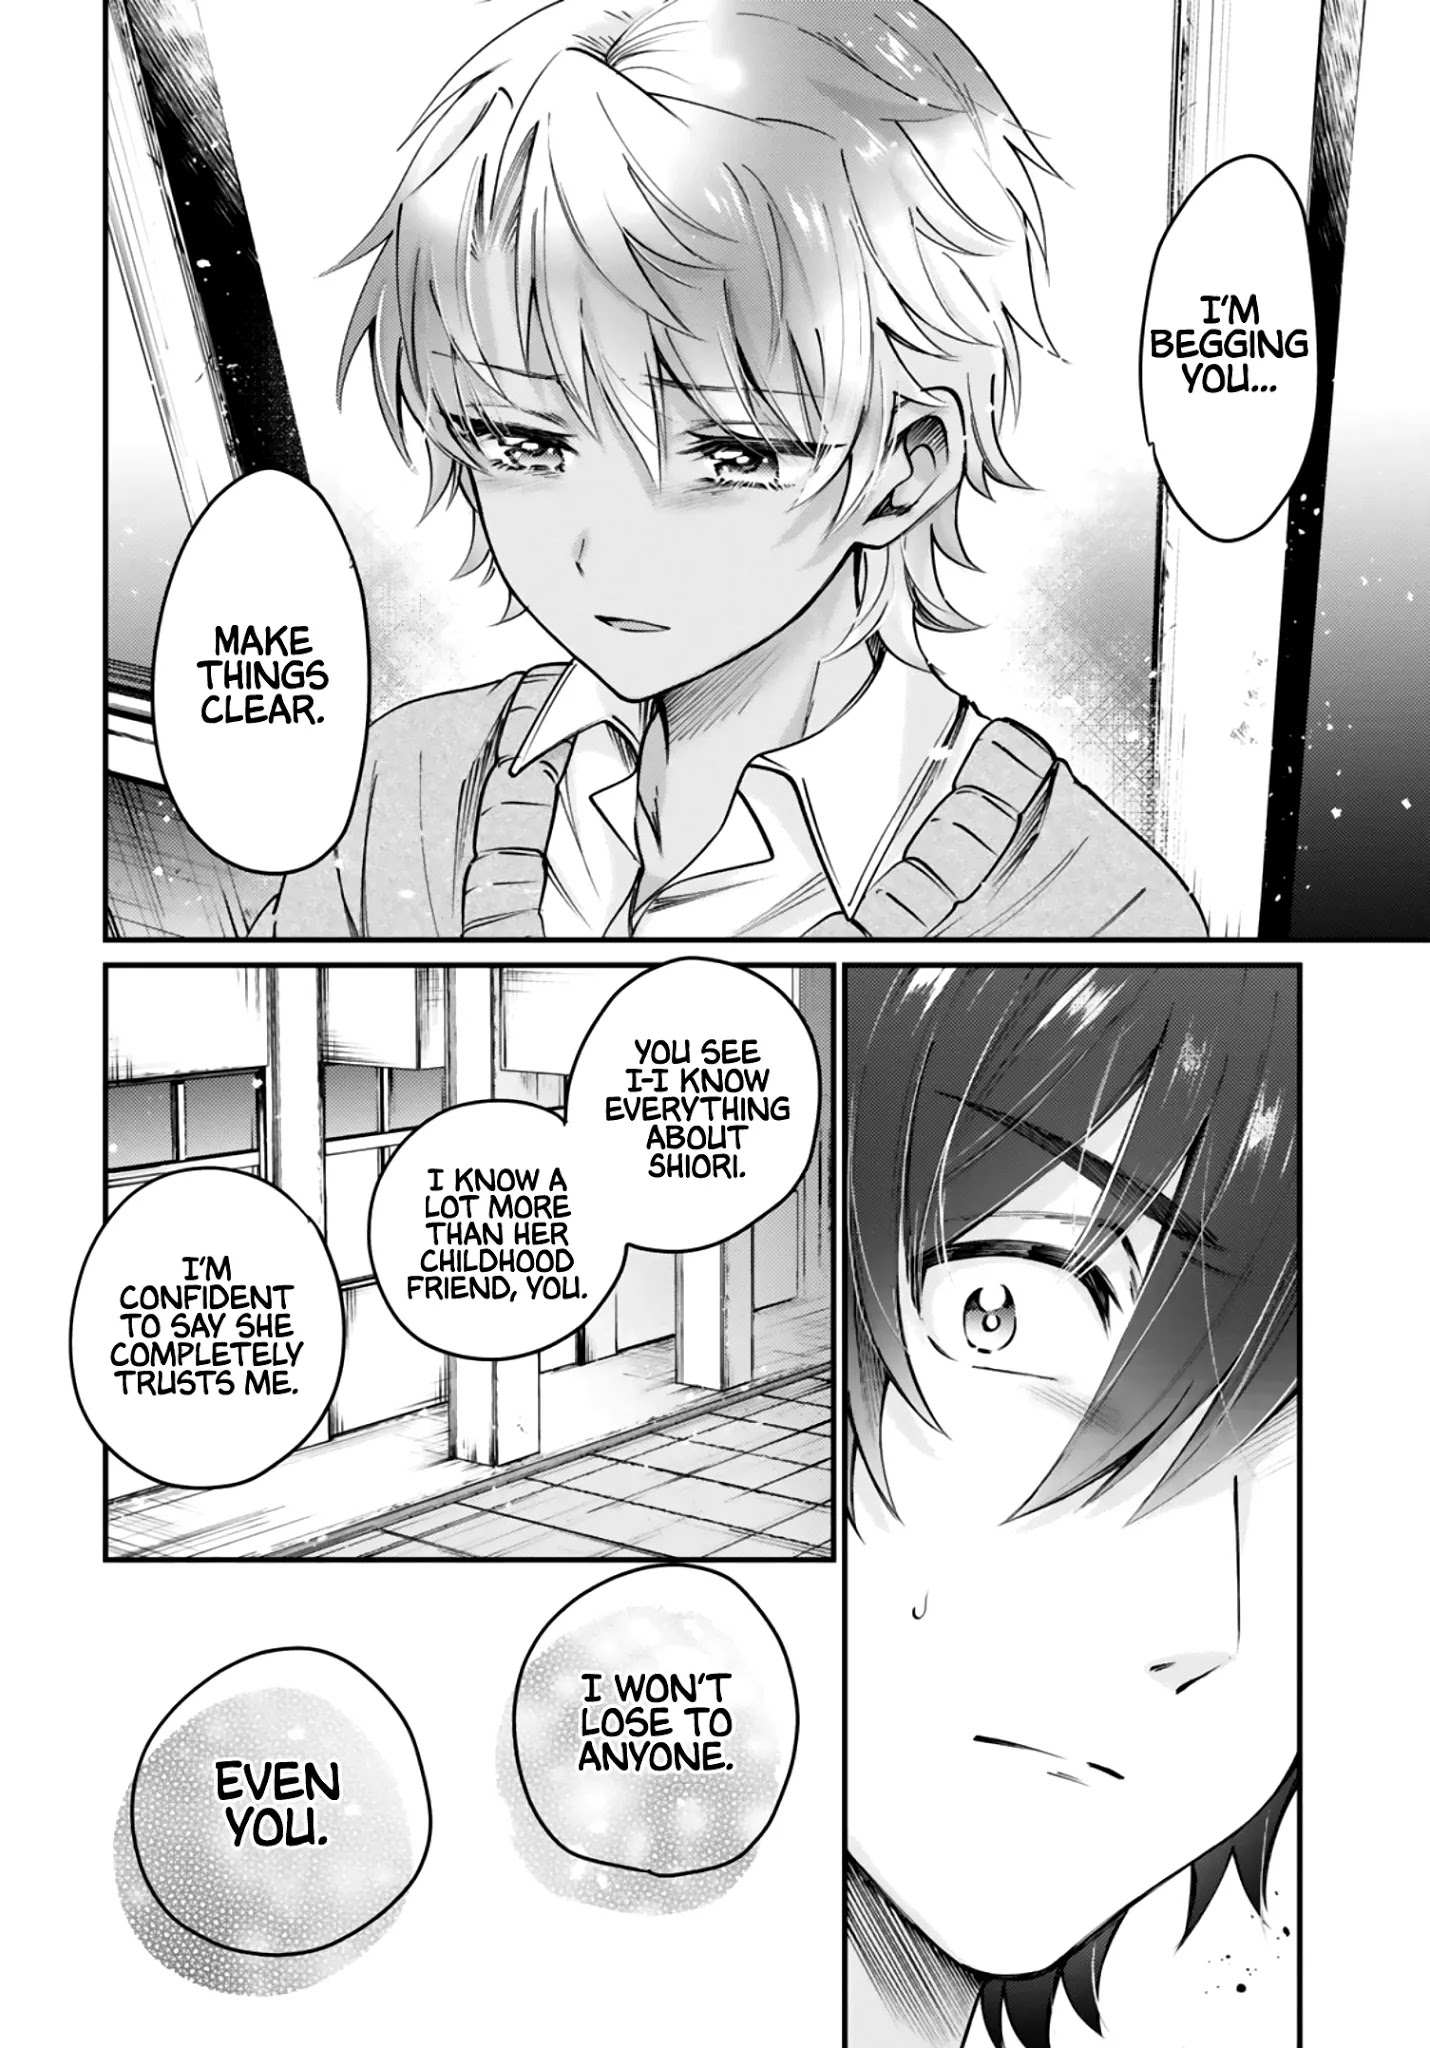 I'M
BEGGING
YOU...
MAKE
THINGS
CLEAR.
YOU SEE
I-I KNOW
EVERYTHING
ABOUT
SHIORI.
I KNOW A
LOT MORE
THAN HER
CHILDHOOD
FRIEND, YOU.
I'M
CONFIDENT
TO SAY SHE
COMPLETELY
TRUSTS ME.
I WON'T
LOSE TO
ANYONE.
EVEN
YOU.